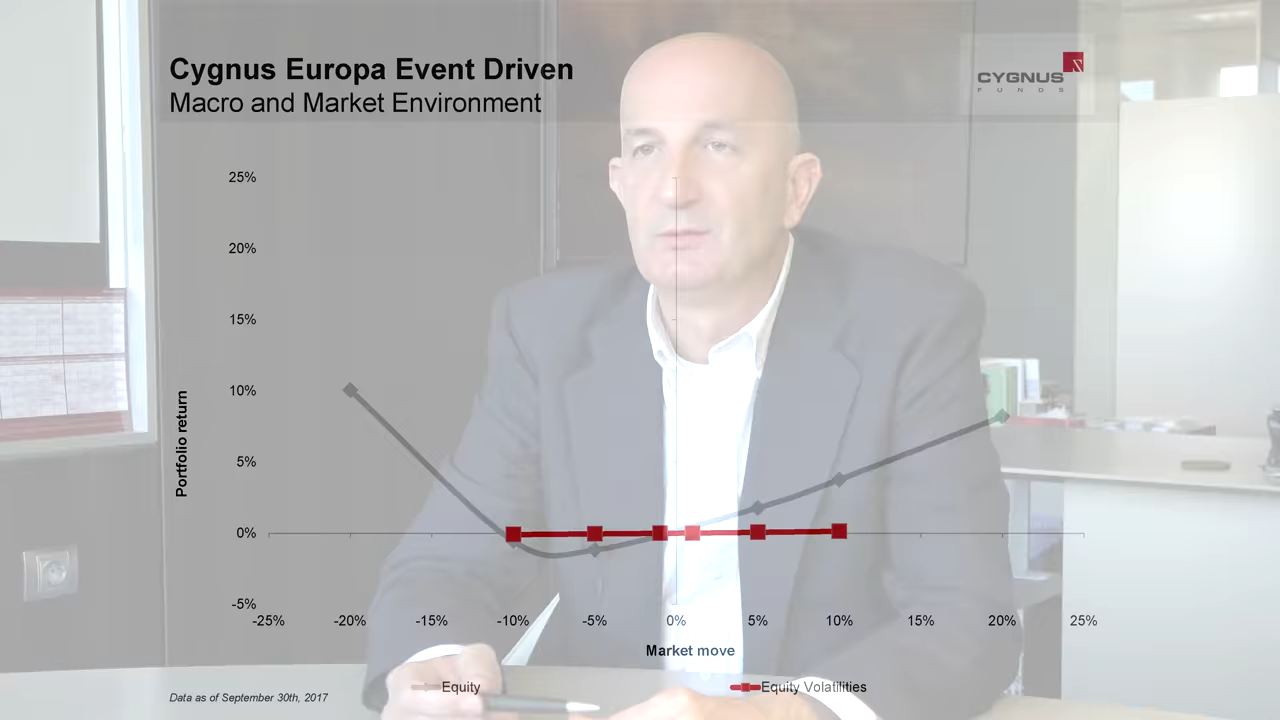 Cygnus Europa Event Driven
Macro and Market Environment
CYGNUS
FUNDS
25%
20%
15%
10%
5%
0%
-5%
Portfolio return
-25% -20% -15% -10% -5% 0% 5% 10% 15% 20% 25%
Market move
Equity Equity Volatilities
Data as of September 30th, 2017